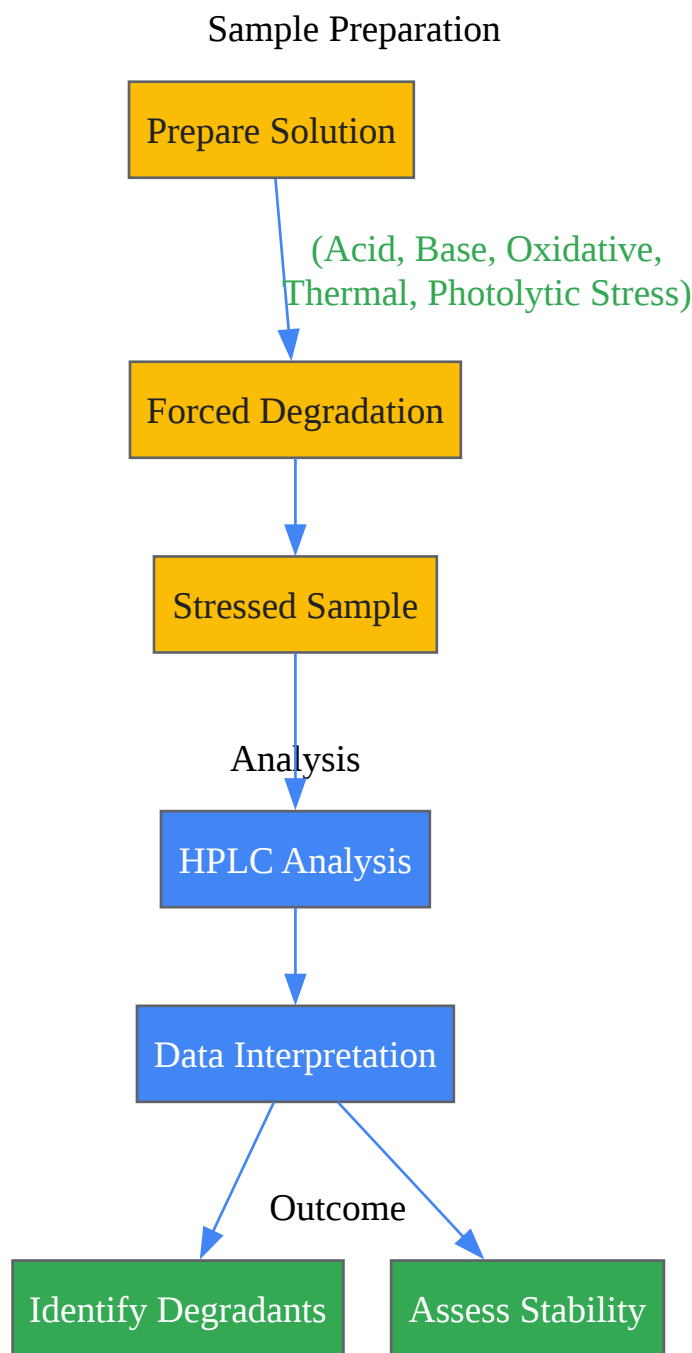 Sample Preparation
Prepare Solution
(Acid, Base, Oxidative,
Thermal, Photolytic Stress)
Forced Degradation
Stressed Sample
Analysis
HPLC Analysis
Data Interpretation
Outcome
Identify Degradants
Assess Stability